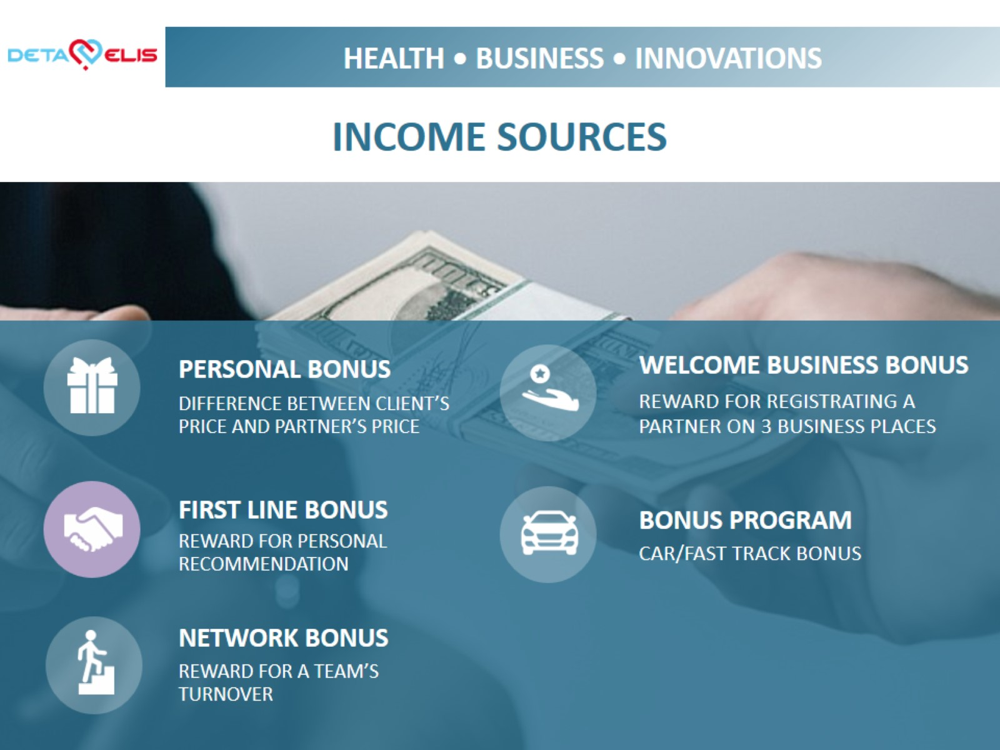 DETA ELIS
HEALTH • BUSINESS • INNOVATIONS
INCOME SOURCES
PERSONAL BONUS
DIFFERENCE BETWEEN CLIENT'S
PRICE AND PARTNER'S PRICE
FIRST LINE BONUS
REWARD FOR PERSONAL
RECOMMENDATION
NETWORK BONUS
REWARD FOR A TEAM'S
TURNOVER
WELCOME BUSINESS BONUS
REWARD FOR REGISTRATING A
PARTNER ON 3 BUSINESS PLACES
BONUS PROGRAM
CAR/FAST TRACK BONUS